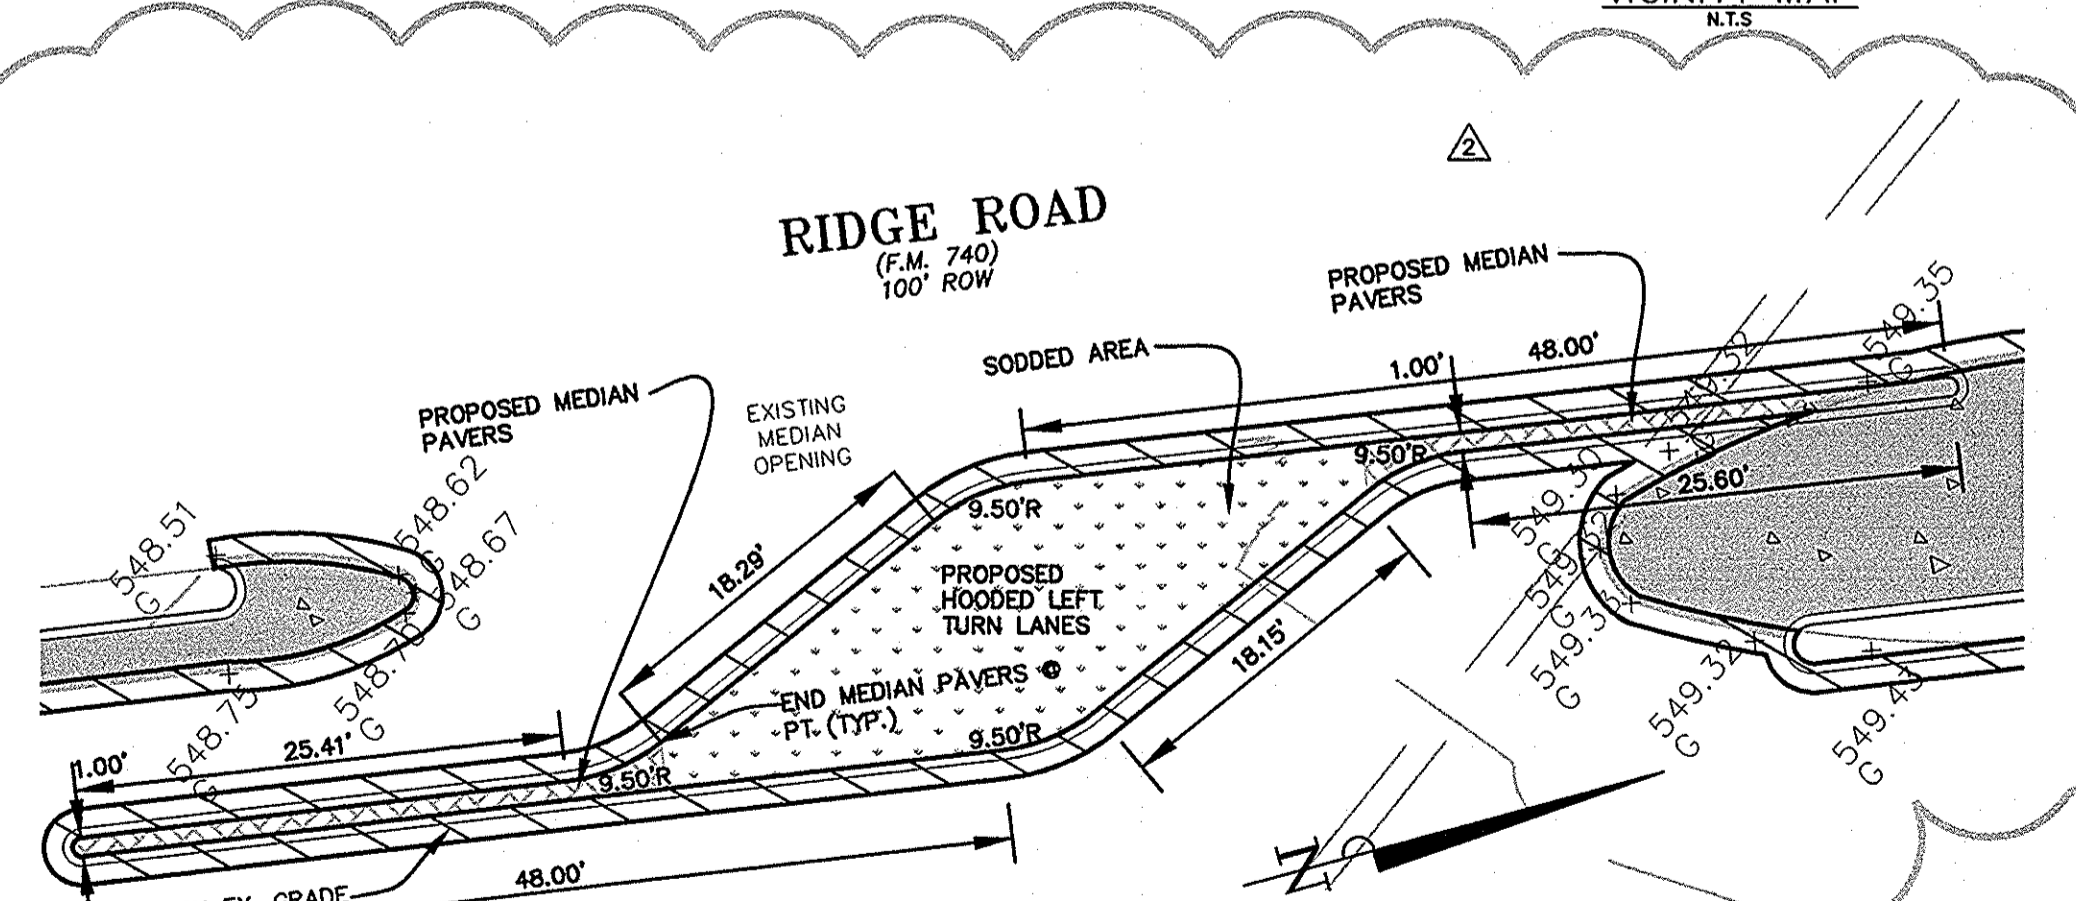 N.T.S
2
RIDGE ROAD
(F.M. 740)
100' ROW
PROPOSED MEDIAN
PAVERS
549.35
G
SODDED AREA
1.00'
48.00'
PROPOSED MEDIAN
PAVERS
EXISTING
MEDIAN
OPENING
9.50'R
25.60'
548.51
G
548.62
G
548.67
G
9.50'R
549.30
G
18.29'
PROPOSED
HOODED LEFT
TURN LANES
18.15'
G
549.33
G
END MEDIAN PAVERS @
PT. (TYP.)
548.70
G
548.75
G
549.32
G
549.43
G
1.00'
25.41'
9.50'R
9.50'R
48.00'
N
GRADE